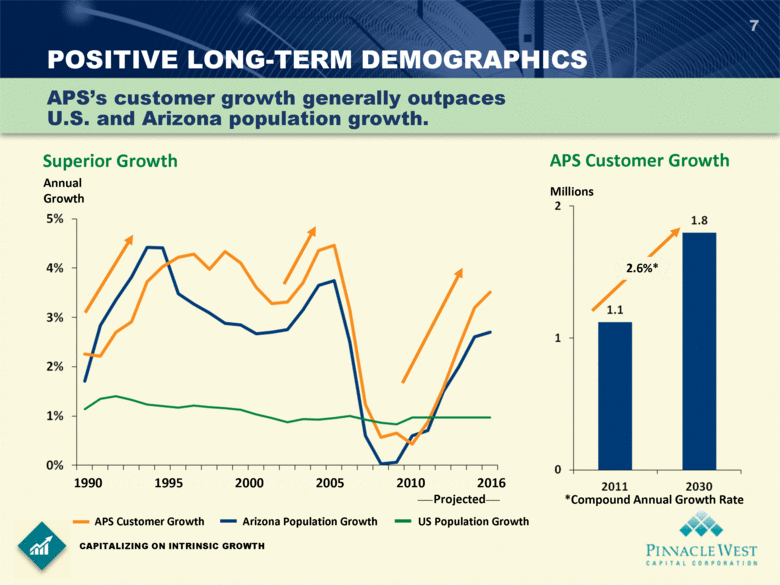 7
POSITIVE LONG-TERM DEMOGRAPHICS
APS's customer growth generally outpaces
U.S. and Arizona population growth.
Superior Growth
Annual
Growth
5%
4%
3%
2%
1%
0%
1990 1995 2000 2005 2010 2016
Projected
APS Customer Growth Arizona Population Growth US Population Growth
APS Customer Growth
Millions
2
1
0
1.8
2.6%*
1.1
2011 2030
*Compound Annual Growth Rate
CAPITALIZING ON INTRINSIC GROWTH
PINNACLE WEST
CAPITAL CORPORATION